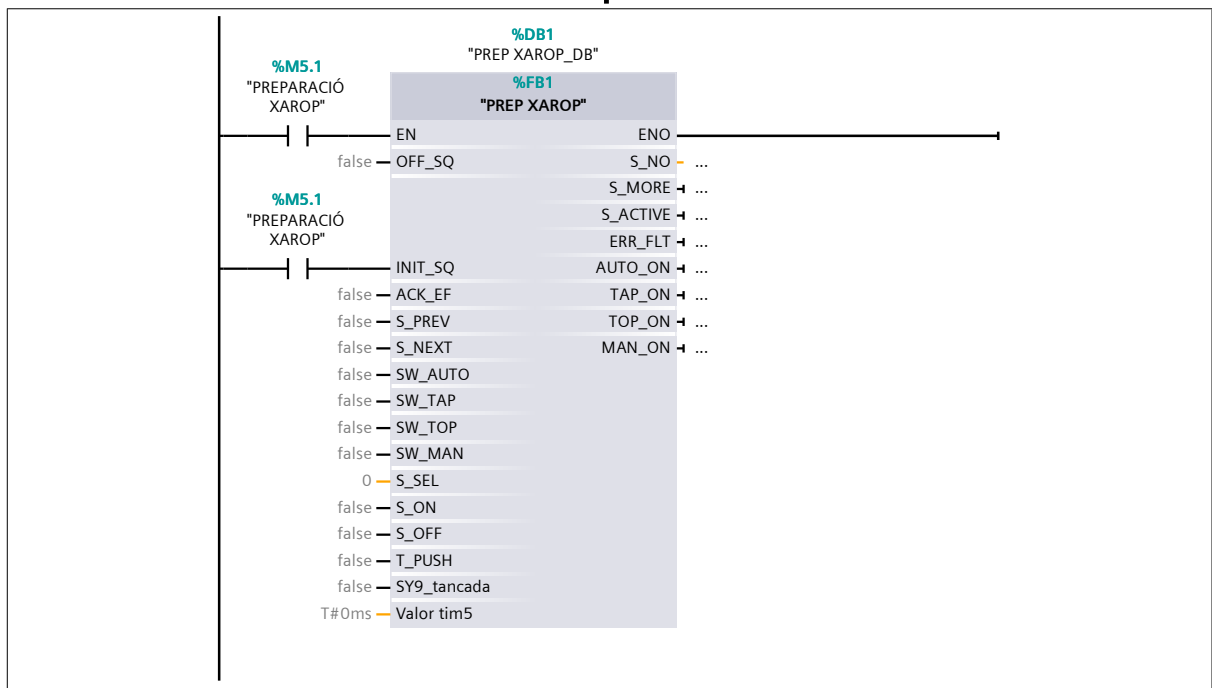 %DB1
"PREP XAROP_DB"
%M5.1
"PREPARACIÓ
XAROP"
%FB1
"PREP XAROP"
EN ENO
false OFF_SQ S_NO ...
S_MORE ...
%M5.1
"PREPARACIÓ
XAROP"
S_ACTIVE ...
ERR_FLT ...
INIT_SQ AUTO_ON ...
false ACK_EF TAP_ON ...
false S_PREV TOP_ON ...
false S_NEXT MAN_ON ...
false SW_AUTO
false SW_TAP
false SW_TOP
false SW_MAN
0 S_SEL
false S_ON
false S_OFF
false T_PUSH
false SY9_tancada
T#0ms Valor tim5